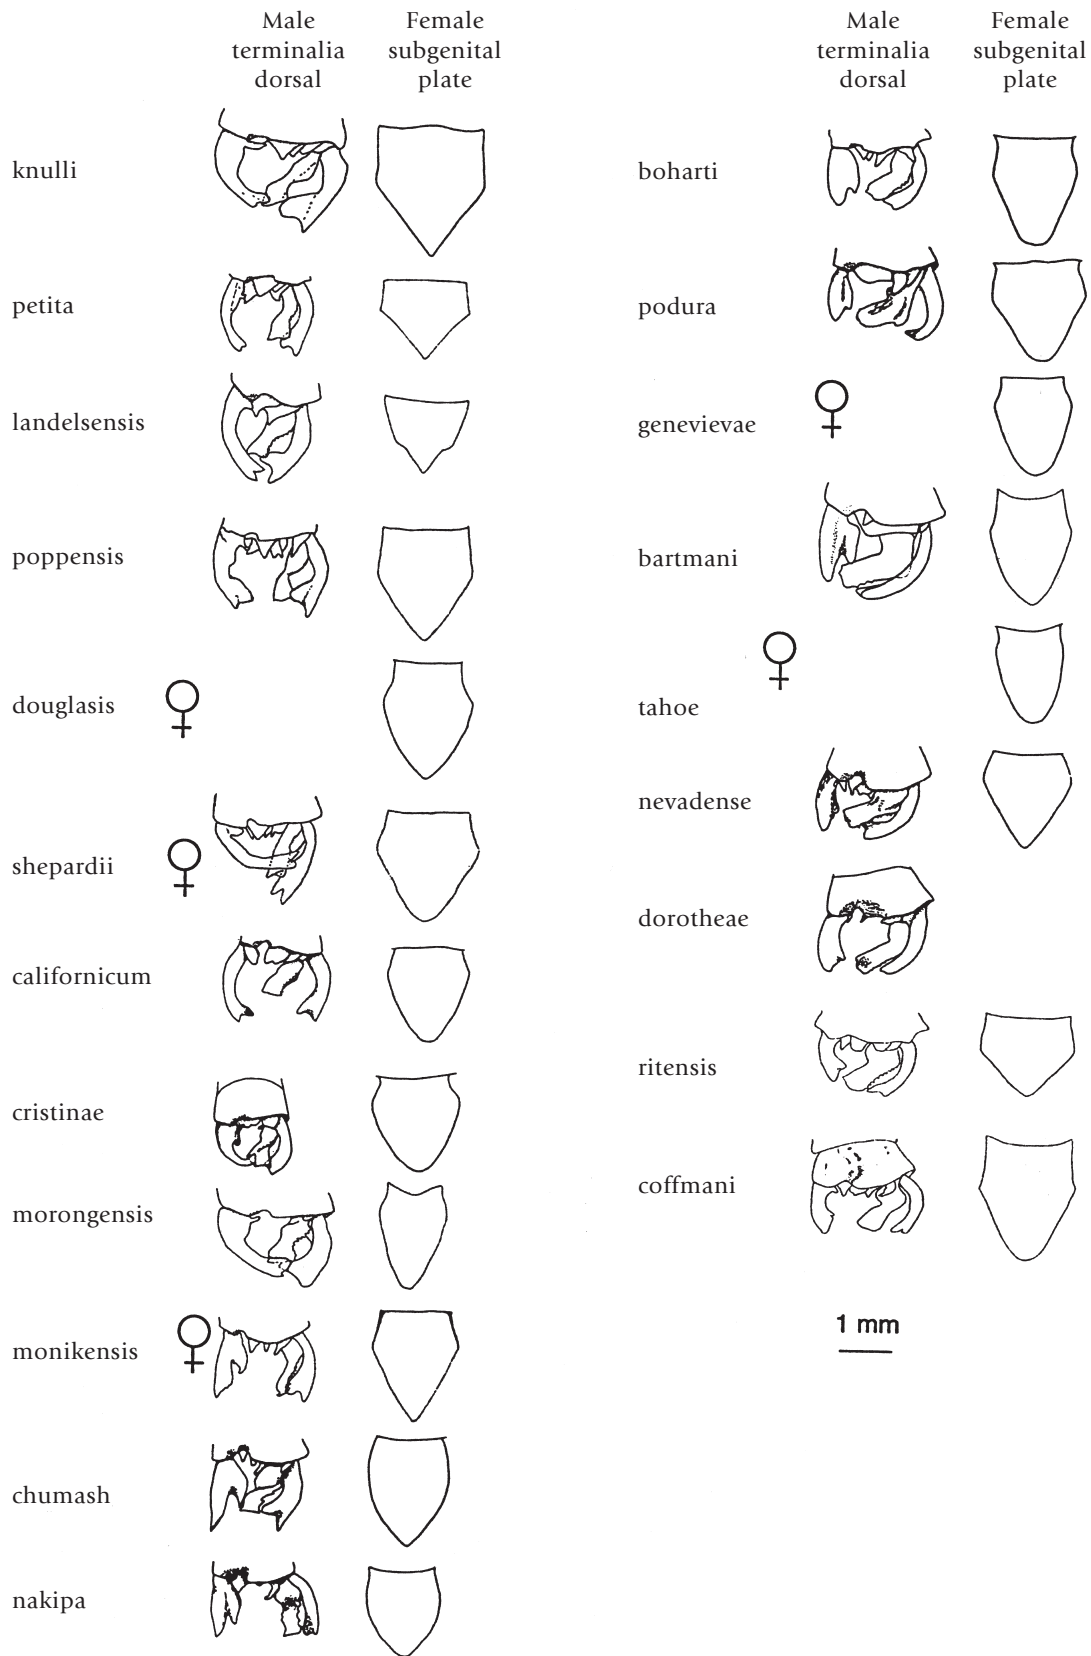 Male
terminalia
dorsal
Female
subgenital
plate
knulli
petita
landelsensis
poppensis
douglasis
shepardii
californicum
cristinae
morongensis
monikensis
chumash
nakipa
Male
terminalia
dorsal
Female
subgenital
plate
boharti
podura
genevievae
bartmani
tahoe
nevadense
dorotheae
ritensis
coffmani
1 mm